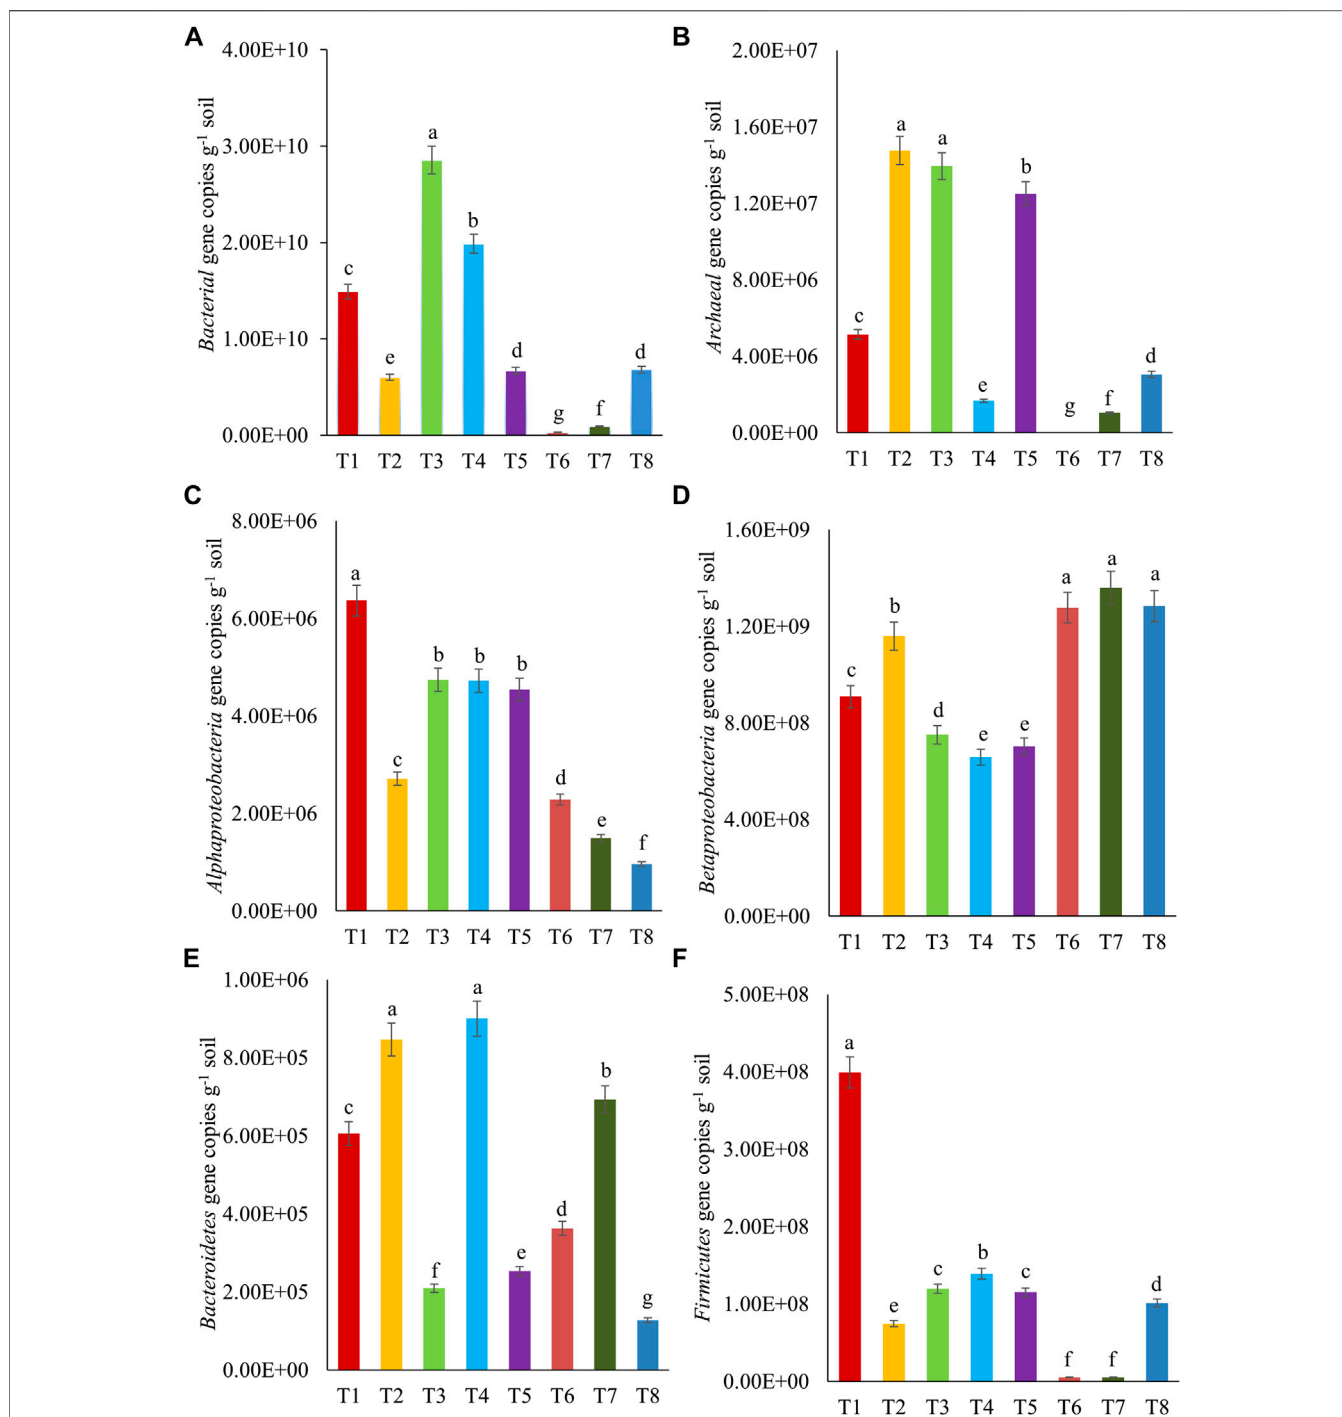 A
Bacterial gene copies g-1 soil
4.00E+10
3.00E+10
2.00E+10
1.00E+10
0.00E+00
c
e
a
b
d
g
f
d
T1 T2 T3 T4 T5 T6 T7 T8
B
Archaeal gene copies g-1 soil
2.00E+07
1.60E+07
1.20E+07
8.00E+06
4.00E+06
0.00E+00
c
a
a
e
b
g
f
d
T1 T2 T3 T4 T5 T6 T7 T8
C
Alphaproteobacteria gene copies g-1 soil
8.00E+06
6.00E+06
4.00E+06
2.00E+06
0.00E+00
a
c
b
b
b
d
e
f
T1 T2 T3 T4 T5 T6 T7 T8
D
Betaproteobacteria gene copies g-1 soil
1.60E+09
1.20E+09
8.00E+08
4.00E+08
0.00E+00
c
b
d
e
e
a
a
a
T1 T2 T3 T4 T5 T6 T7 T8
E
Bacteroidetes gene copies g-1 soil
1.00E+06
8.00E+05
6.00E+05
4.00E+05
2.00E+05
0.00E+00
c
a
f
a
e
d
b
g
T1 T2 T3 T4 T5 T6 T7 T8
F
Firmicutes gene copies g-1 soil
5.00E+08
4.00E+08
3.00E+08
2.00E+08
1.00E+08
0.00E+00
a
e
c
b
c
f
f
d
T1 T2 T3 T4 T5 T6 T7 T8